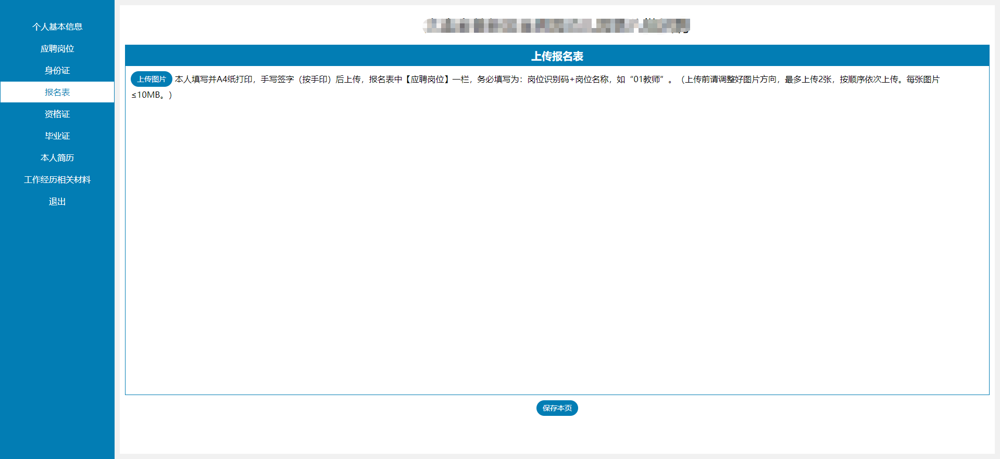 个人基本信息
应聘岗位
身份证
报名表
资格证
毕业证
本人简历
工作经历相关材料
退出
上传报名表
上传图片 本人填写并A4纸打印，手写签字（按手印）后上传，报名表中【应聘岗位】一栏，务必填写为：岗位识别码+岗位名称，如“01教师”。（上传前请调整好图片方向，最多上传2张，按顺序依次上传。每张图片
≤10MB。）
保存本页